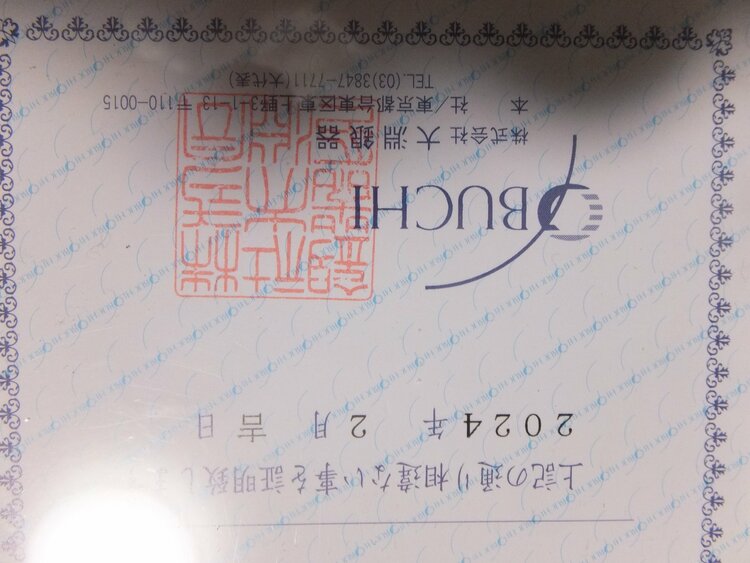 上記の通り相違ない事を証明致しま
2024年 2月 吉日
OBUCHI
株式会社 大淵銀器
本 社/東京都台東区東上野3-1-13 〒110-0015
TEL.(03)3847-7711(大代表)